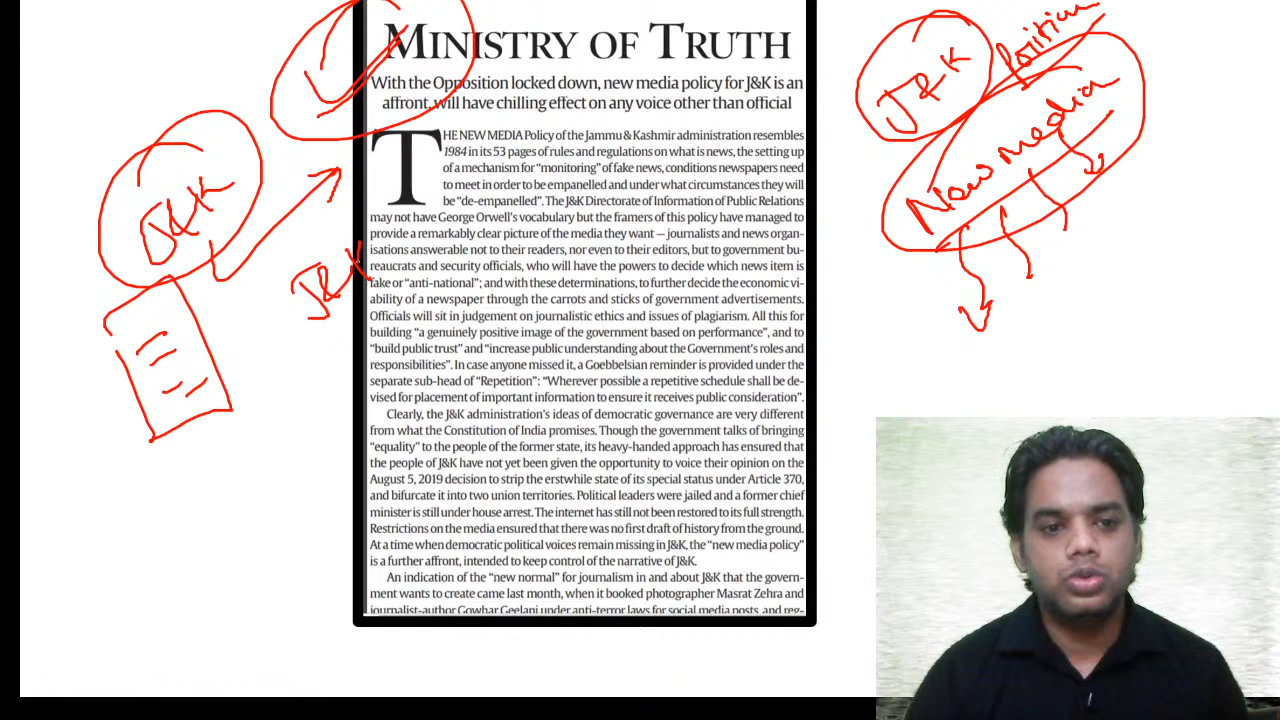 MINISTRY OF TRUTH
With the Opposition locked down, new media policy for J&K is an
affront, will have chilling effect on any voice other than official
THE NEW MEDIA Policy of the Jammu & Kashmir administration resembles
1984 in its 53 pages of rules and regulations on what is news, the setting up
of a mechanism for “monitoring” of fake news, conditions newspapers need
to meet in order to be empanelled and under what circumstances they will
be “de-empanelled”. The J&K Directorate of Information of Public Relations
may not have George Orwell's vocabulary but the framers of this policy have managed to
provide a remarkably clear picture of the media they want — journalists and news organ-
isations answerable not to their readers, nor even to their editors, but to government bu-
reaucrats and security officials, who will have the powers to decide which news item is
fake or “anti-national”; and with these determinations, to further decide the economic vi-
ability of a newspaper through the carrots and sticks of government advertisements.
Officials will sit in judgement on journalistic ethics and issues of plagiarism. All this for
building “a genuinely positive image of the government based on performance”, and to
“build public trust” and “increase public understanding about the Government's roles and
responsibilities”. In case anyone missed it, a Goebbelsian reminder is provided under the
separate sub-head of “Repetition”: “Wherever possible a repetitive schedule shall be de-
vised for placement of important information to ensure it receives public consideration”.
Clearly, the J&K administration's ideas of democratic governance are very different
from what the Constitution of India promises. Though the government talks of bringing
“equality” to the people of the former state, its heavy-handed approach has ensured that
the people of J&K have not yet been given the opportunity to voice their opinion on the
August 5, 2019 decision to strip the erstwhile state of its special status under Article 370,
and bifurcate it into two union territories. Political leaders were jailed and a former chief
minister is still under house arrest. The internet has still not been restored to its full strength.
Restrictions on the media ensured that there was no first draft of history from the ground.
At a time when democratic political voices remain missing in J&K, the “new media policy”
is a further affront, intended to keep control of the narrative of J&K.
An indication of the “new normal” for journalism in and about J&K that the govern-
ment wants to create came last month, when it booked photographer Masrat Zehra and
journalist-author Gowhar Geelani under anti-terror laws for social media posts, and reg-
J&K
J&K
J&K
New media